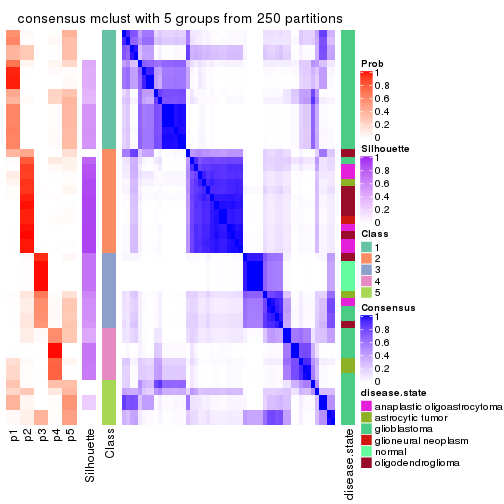 consensus mclust with 5 groups from 250 partitions
Prob
1
0.8
0.6
0.4
0.2
0
Silhouette
1
0.8
0.6
0.4
0.2
0
Class
1
2
3
4
5
Consensus
1
0.8
0.6
0.4
0.2
0
disease.state
anaplastic oligoastrocytoma
astrocytic tumor
glioblastoma
glioneural neoplasm
normal
oligodendroglioma
p1
p2
p3
p4
p5
Silhouette
Class
disease.state